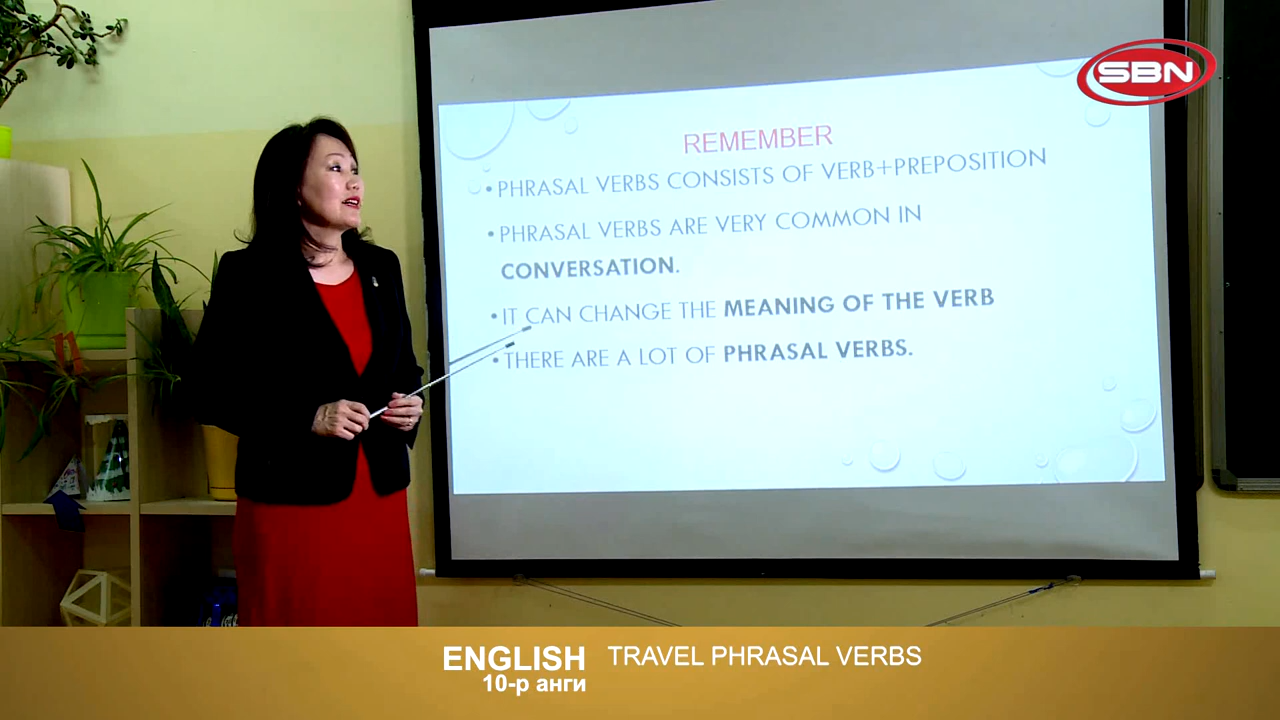 SBN
REMEMBER
• PHRASAL VERBS CONSISTS OF VERB+PREPOSITION
• PHRASAL VERBS ARE VERY COMMON IN
CONVERSATION.
• IT CAN CHANGE THE MEANING OF THE VERB
• THERE ARE A LOT OF PHRASAL VERBS.
ENGLISH TRAVEL PHRASAL VERBS
10-р анги